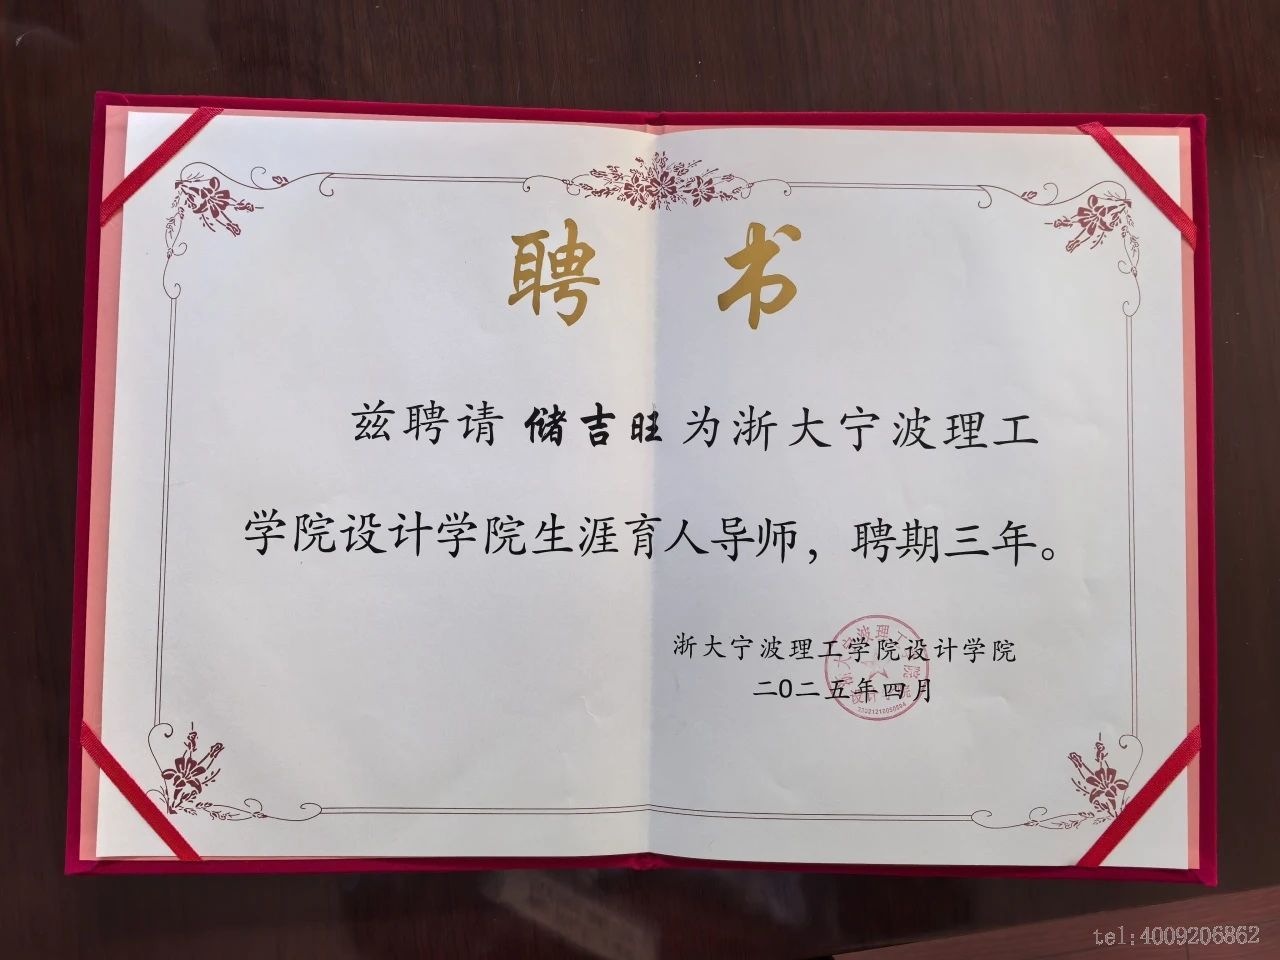 聘 书
兹聘请 储吉旺 为浙大宁波理工
学院设计学院生涯育人导师，聘期三年。
浙大宁波理工学院设计学院
二〇二五年四月
tel:4009206862